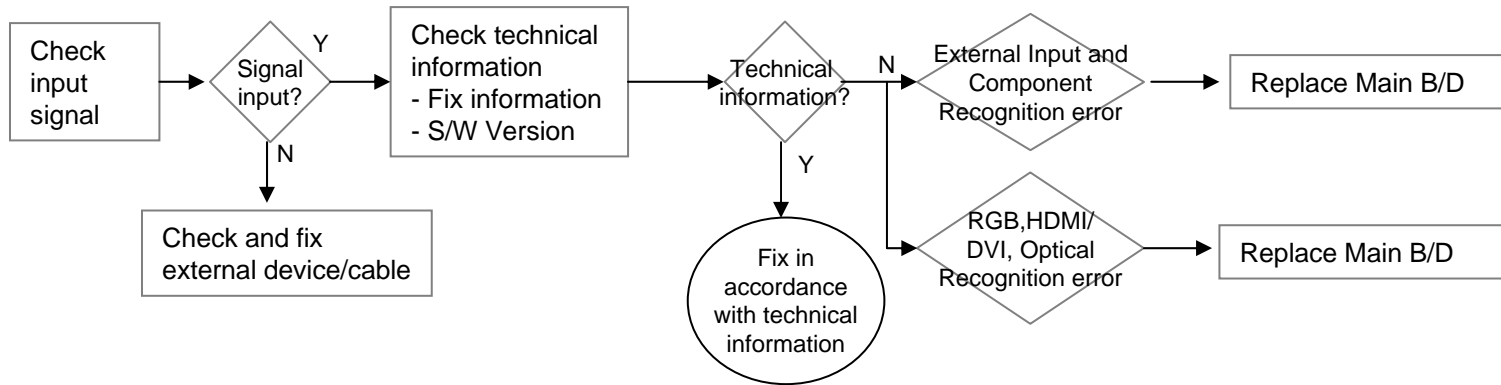 Check
input
signal
Signal
input?
Y
N
Check and fix
external device/cable
Check technical
information
- Fix information
- S/W Version
Technical
information?
Y
N
Fix in
accordance
with technical
information
External Input and
Component
Recognition error
Replace Main B/D
RGB,HDMI/
DVI, Optical
Recognition error
Replace Main B/D